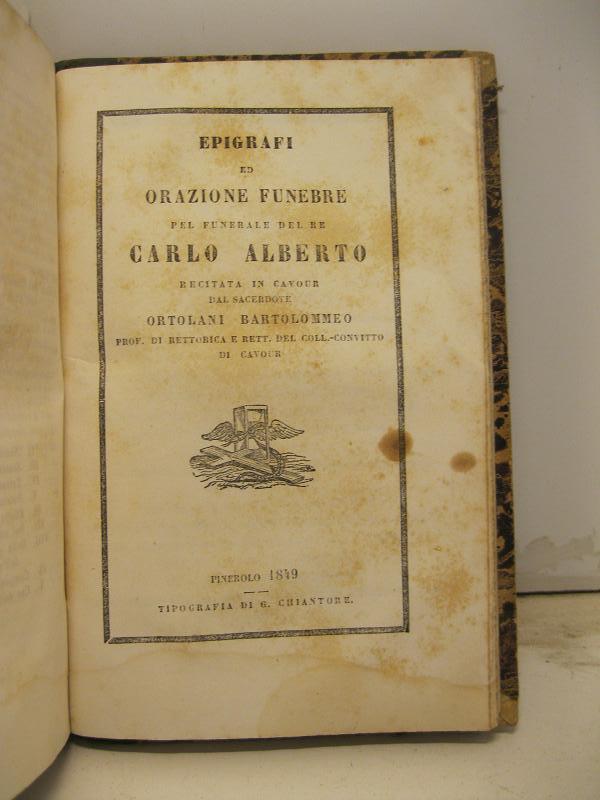 EPIGRAFI
ED
ORAZIONE FUNEBRE
PEL FUNERALE DEL RE
CARLO ALBERTO
RECITATA IN CAVOUR
DAL SACERDOTE
ORTOLANI BARTOLOMMEO
PROF. DI RETTORICA E RETT. DEL COLL.-CONVITTO
DI CAVOUR
PINEROLO 1849
TIPOGRAFIA DI G. CHIANTORE.